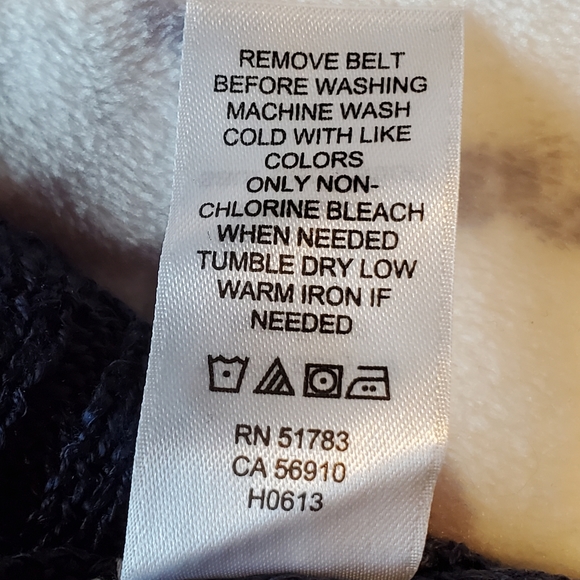 REMOVE BELT
BEFORE WASHING
MACHINE WASH
COLD WITH LIKE
COLORS
ONLY NON-
CHLORINE BLEACH
WHEN NEEDED
TUMBLE DRY LOW
WARM IRON IF
NEEDED
RN 51783
CA 56910
H0613